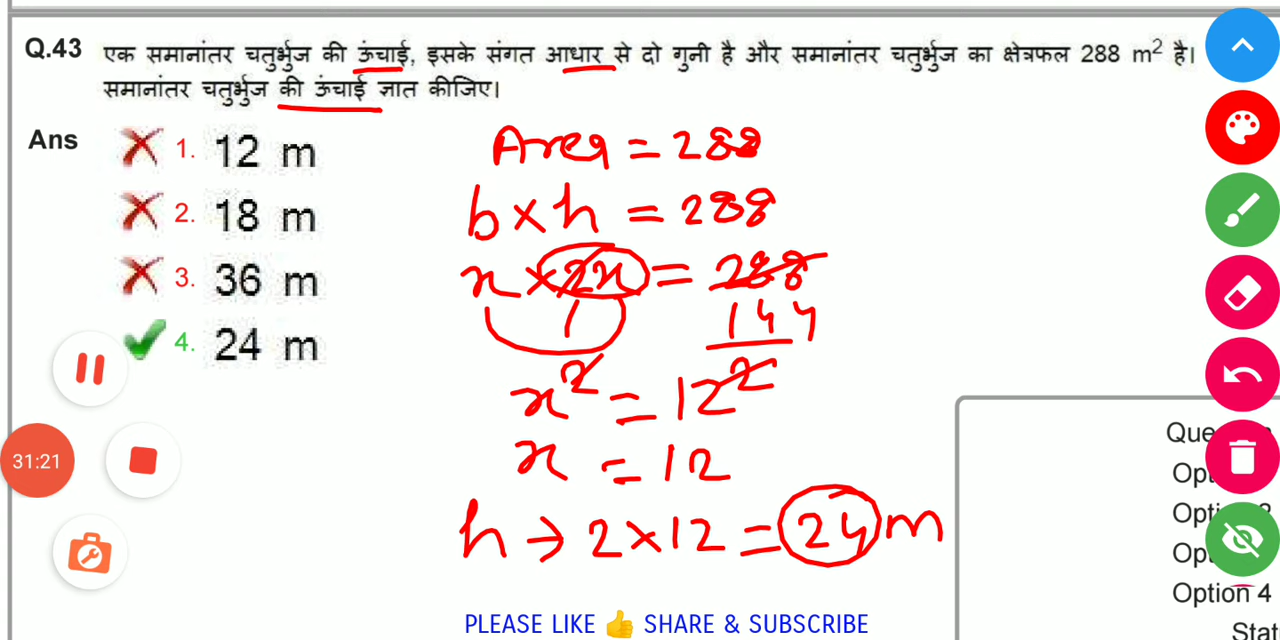 Q.43 एक समानांतर चतुर्भुज की ऊंचाई, इसके संगत आधार से दो गुनी है और समानांतर चतुर्भुज का क्षेत्रफल 288 m² है।
समानांतर चतुर्भुज की ऊंचाई ज्ञात कीजिए।
Ans
1. 12 m
2. 18 m
3. 36 m
4. 24 m
Area = 288
b x h = 288
x x 2x = 288
1 144
x² = 12²
x = 12
h → 2x12 = 24 m
31:21
Option 4
PLEASE LIKE 👍 SHARE & SUBSCRIBE